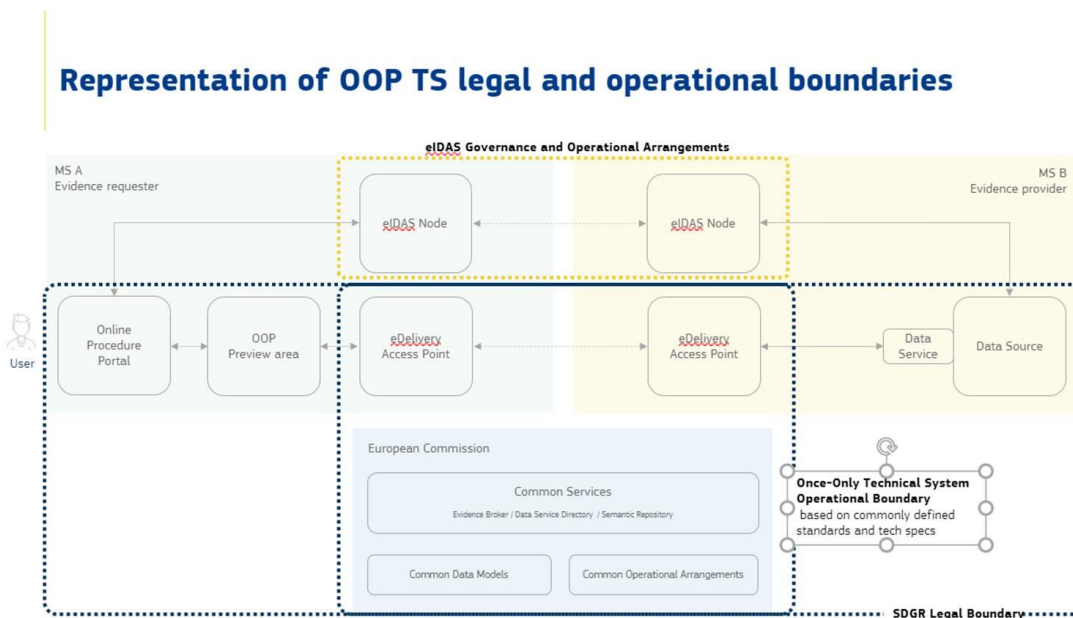 Representation of OOP TS legal and operational boundaries
eIDAS Governance and Operational Arrangements
MS A
Evidence requester
MS B
Evidence provider
eIDAS Node
eIDAS Node
User
Online
Procedure
Portal
OOP
Preview area
eDelivery
Access Point
eDelivery
Access Point
Data
Service
Data Source
European Commission
Common Services
Evidence Broker / Data Service Directory / Semantic Repository
Common Data Models
Common Operational Arrangements
Once-Only Technical System
Operational Boundary
based on commonly defined
standards and tech specs
SDGR Legal Boundary